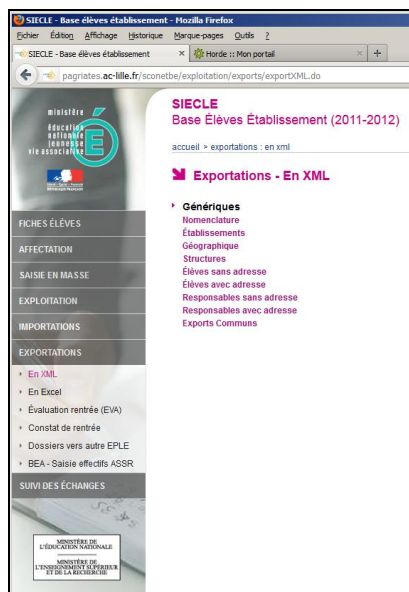 SIECLE - Base élèves établissement - Mozilla Firefox
Fichier Édition Affichage Historique Marque-pages Outils ?
SIECLE - Base élèves établissement × Horde :: Mon portail × +
pagriates.ac-lille.fr/sconetbe/exploitation/exports/exportXML.do
ministère
éducation
nationale
jeunesse
vie associative
SIECLE
Base Élèves Établissement (2011-2012)
accueil > exportations : en xml
Exportations - En XML
Génériques
Nomenclature
Établissements
Géographique
Structures
Élèves sans adresse
Élèves avec adresse
Responsables sans adresse
Responsables avec adresse
Exports Communs
FICHES ÉLÈVES
AFFECTATION
SAISIE EN MASSE
EXPLOITATION
IMPORTATIONS
EXPORTATIONS
En XML
En Excel
Évaluation rentrée (EVA)
Constat de rentrée
Dossiers vers autre EPLE
BEA - Saisie effectifs ASSR
SUIVI DES ÉCHANGES
MINISTÈRE DE
L'ÉDUCATION NATIONALE
MINISTÈRE DE
L'ENSEIGNEMENT SUPÉRIEUR
ET DE LA RECHERCHE